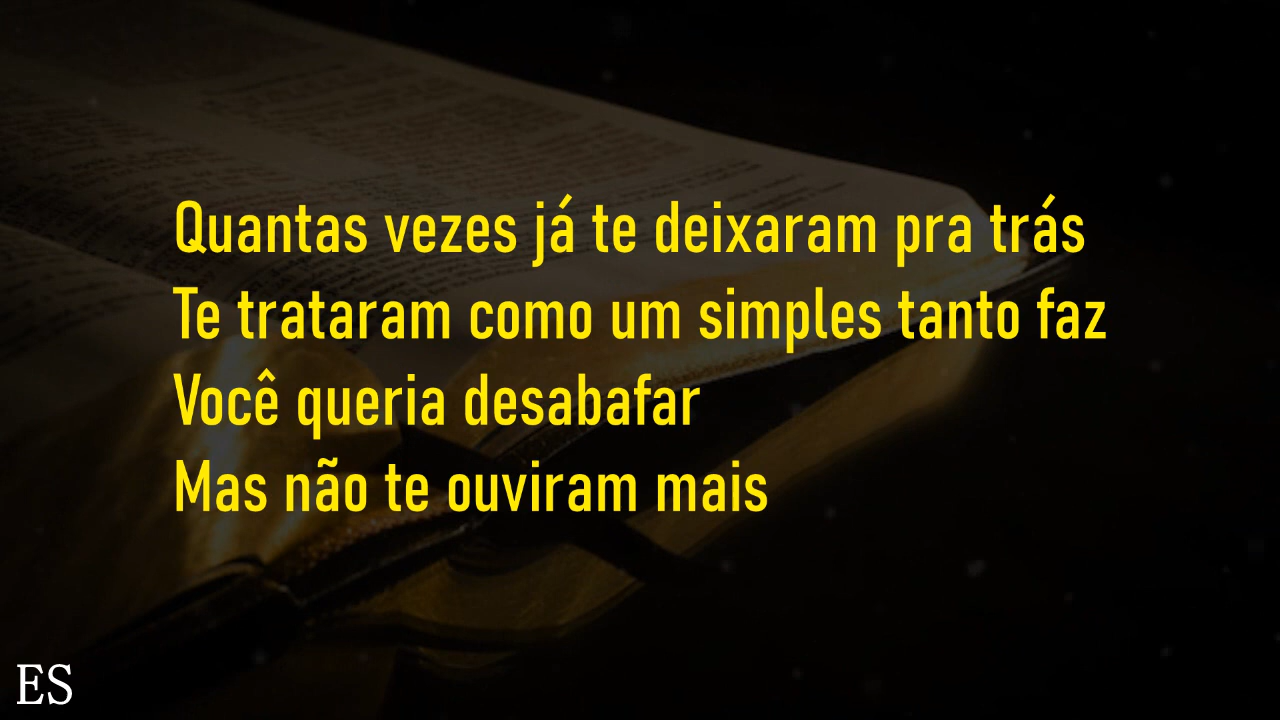 Quantas vezes já te deixaram pra trás
Te trataram como um simples tanto faz
Você queria desabafar
Mas não te ouviram mais
ES